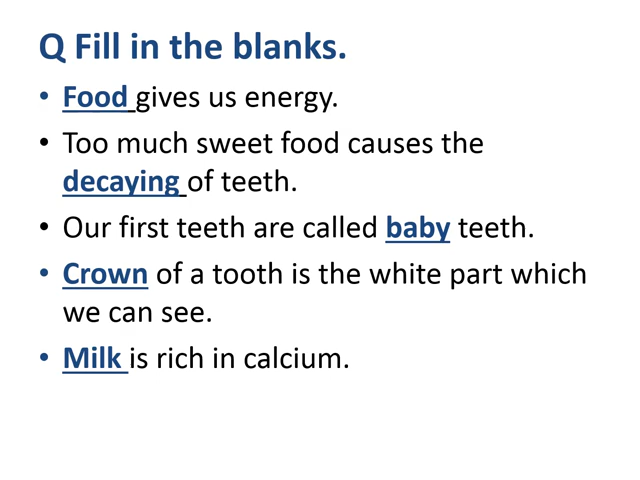 Q Fill in the blanks.
• Food gives us energy.
• Too much sweet food causes the
decaying of teeth.
• Our first teeth are called baby teeth.
• Crown of a tooth is the white part which
we can see.
• Milk is rich in calcium.